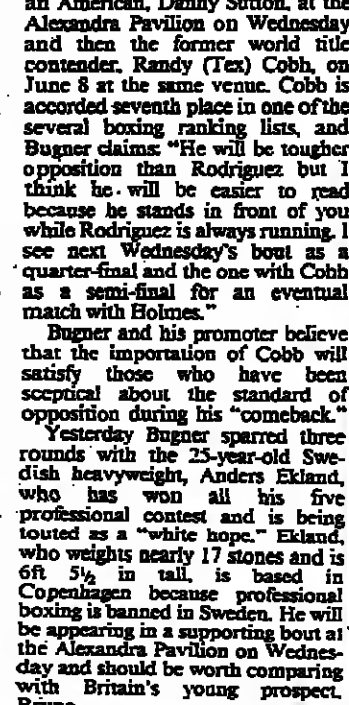 an American, Danny Sutton, at the
Alexandra Pavilion on Wednesday
and then the former world title
contender, Randy (Tex) Cobb, on
June 8 at the same venue. Cobb is
accorded seventh place in one of the
several boxing ranking lists, and
Bugner claims: "He will be tougher
opposition than Rodriguez but I
think he will be easier to read
because he stands in front of you
while Rodriguez is always running. I
see next Wednesday's bout as a
quarter-final and the one with Cobb
as a semi-final for an eventual
match with Holmes."
Bugner and his promoter believe
that the importation of Cobb will
satisfy those who have been
sceptical about the standard of
opposition during his "comeback."
Yesterday Bugner sparred three
rounds with the 25-year-old Swe-
dish heavyweight, Anders Ekland,
who has won all his five
professional contest and is being
touted as a "white hope." Ekland,
who weights nearly 17 stones and is
6ft 5½ in tall, is based in
Copenhagen because professional
boxing is banned in Sweden. He will
be appearing in a supporting bout at
the Alexandra Pavilion on Wednes-
day and should be worth comparing
with Britain's young prospect,
Bruno